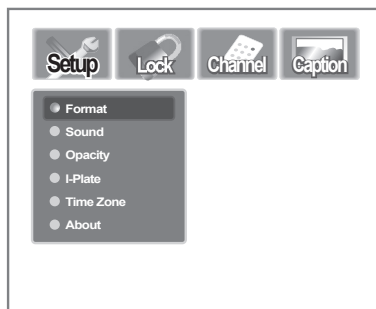 Setup Lock Channel Caption
Format
Sound
Opacity
I-Plate
Time Zone
About